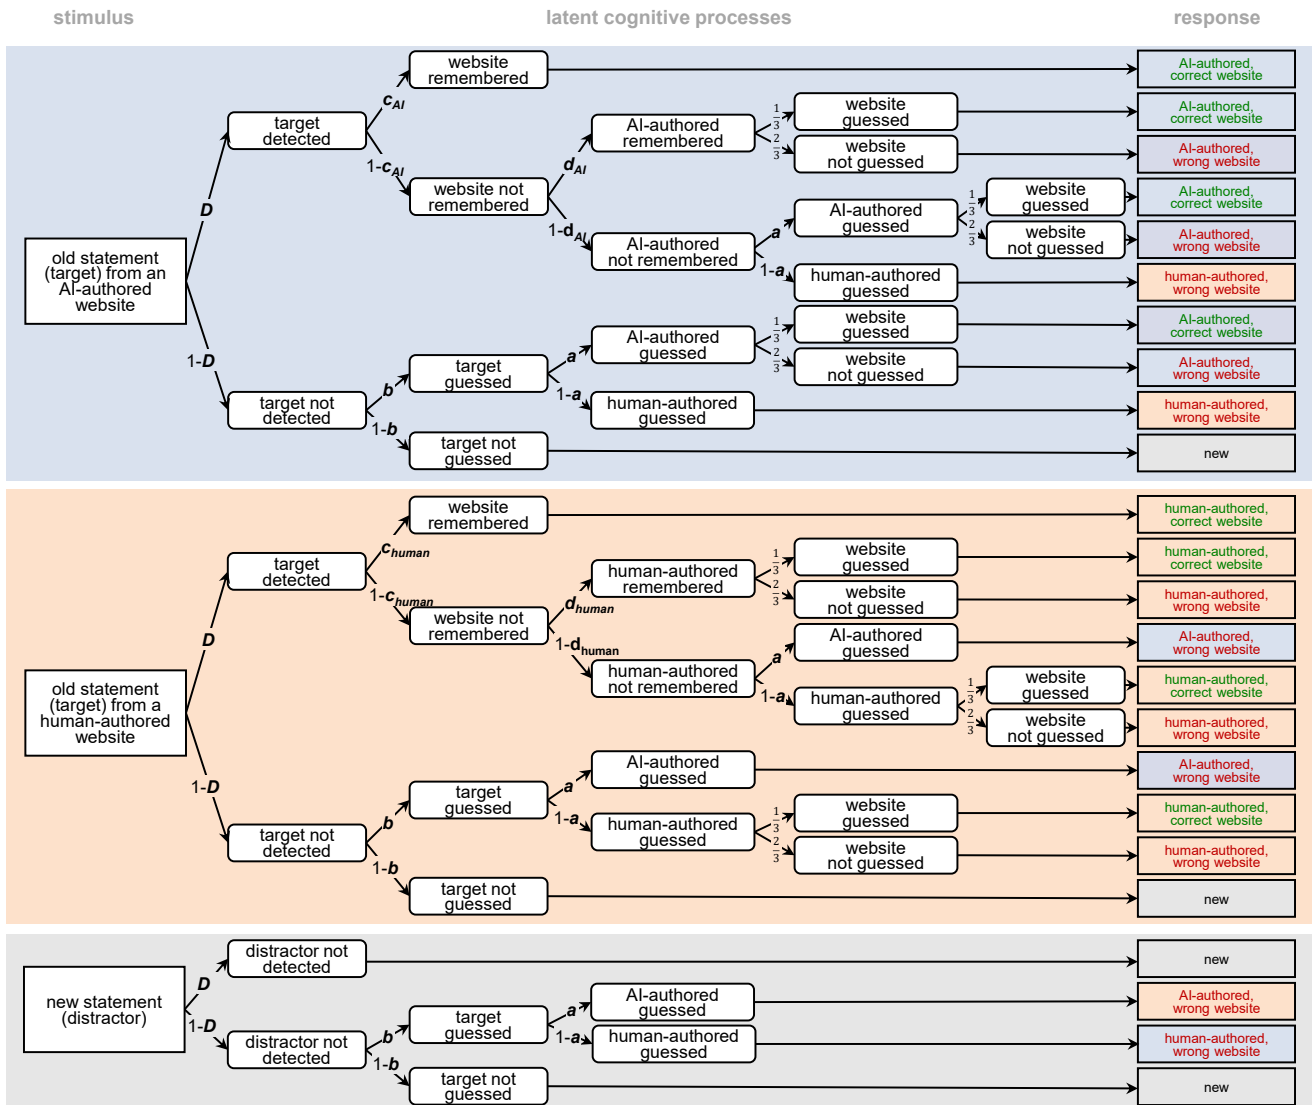 stimulus
latent cognitive processes
response
old statement
(target) from an
AI-authored
website
D
1-D
target
detected
c_AI
1-c_AI
website
remembered
AI-authored,
correct website
website not
remembered
d_AI
1-d_AI
AI-authored
remembered
1/3
2/3
website
guessed
AI-authored,
correct website
website
not guessed
AI-authored,
wrong website
AI-authored
not remembered
a
1-a
AI-authored
guessed
1/3
2/3
website
guessed
AI-authored,
correct website
website
not guessed
AI-authored,
wrong website
human-authored
guessed
human-authored,
wrong website
target not
detected
b
1-b
target
guessed
a
1-a
AI-authored
guessed
1/3
2/3
website
guessed
AI-authored,
correct website
website
not guessed
AI-authored,
wrong website
human-authored
guessed
human-authored,
wrong website
target not
guessed
new
old statement
(target) from a
human-authored
website
D
1-D
target
detected
c_human
1-c_human
website
remembered
human-authored,
correct website
website not
remembered
d_human
1-d_human
human-authored
remembered
1/3
2/3
website
guessed
human-authored,
correct website
website
not guessed
human-authored,
wrong website
human-authored
not remembered
a
1-a
AI-authored
guessed
AI-authored,
wrong website
human-authored
guessed
1/3
2/3
website
guessed
human-authored,
correct website
website
not guessed
human-authored,
wrong website
target not
detected
b
1-b
target
guessed
a
1-a
AI-authored
guessed
AI-authored,
wrong website
human-authored
guessed
1/3
2/3
website
guessed
human-authored,
correct website
website
not guessed
human-authored,
wrong website
target not
guessed
new
new statement
(distractor)
D
1-D
distractor not
detected
new
distractor not
detected
b
1-b
target
guessed
a
1-a
AI-authored
guessed
AI-authored,
wrong website
human-authored
guessed
human-authored,
wrong website
target not
guessed
new